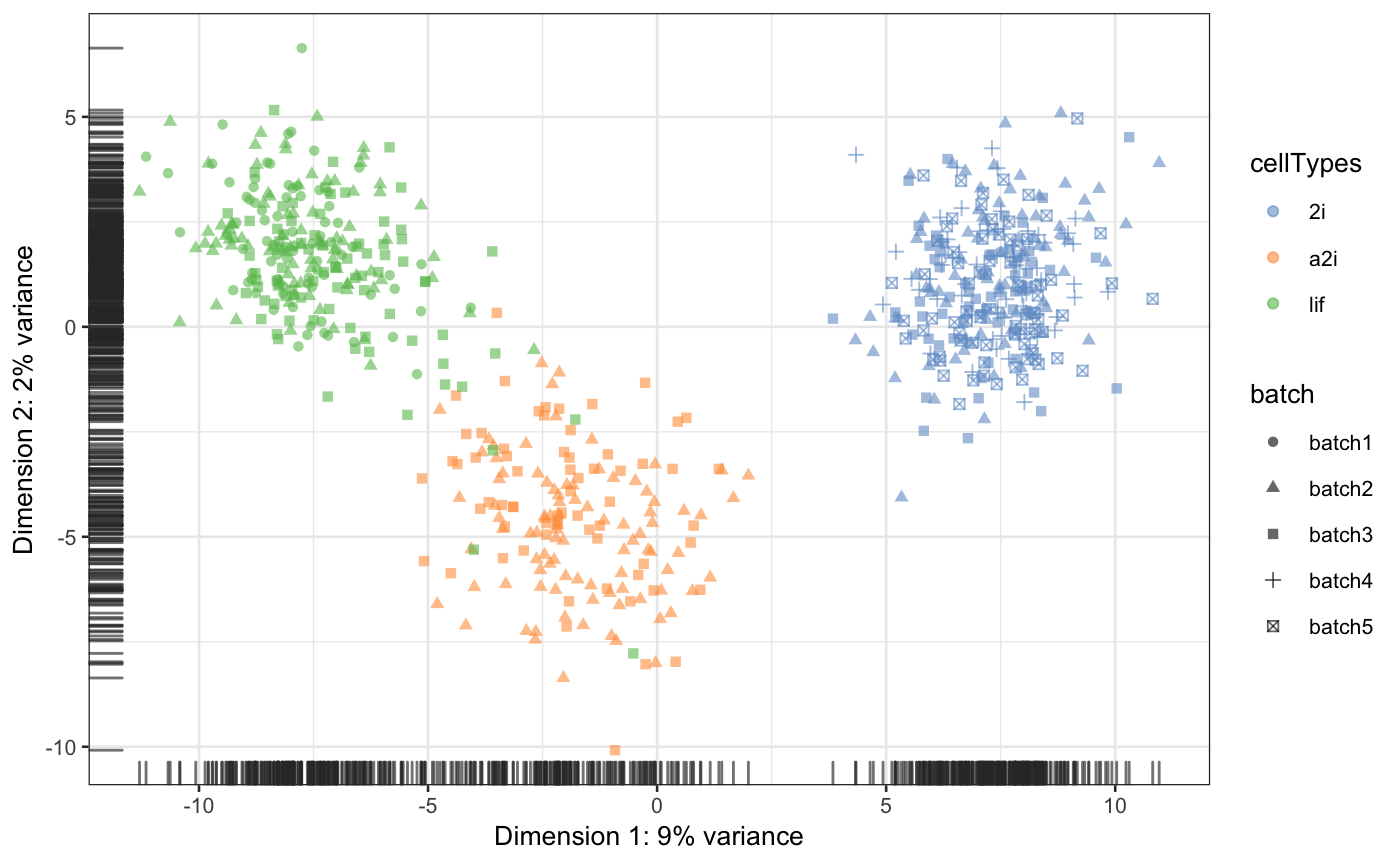 5
0
-5
-10
Dimension 2: 2% variance
-10
-5
0
5
10
Dimension 1: 9% variance
cellTypes
2i
a2i
lif
batch
batch1
batch2
batch3
batch4
batch5